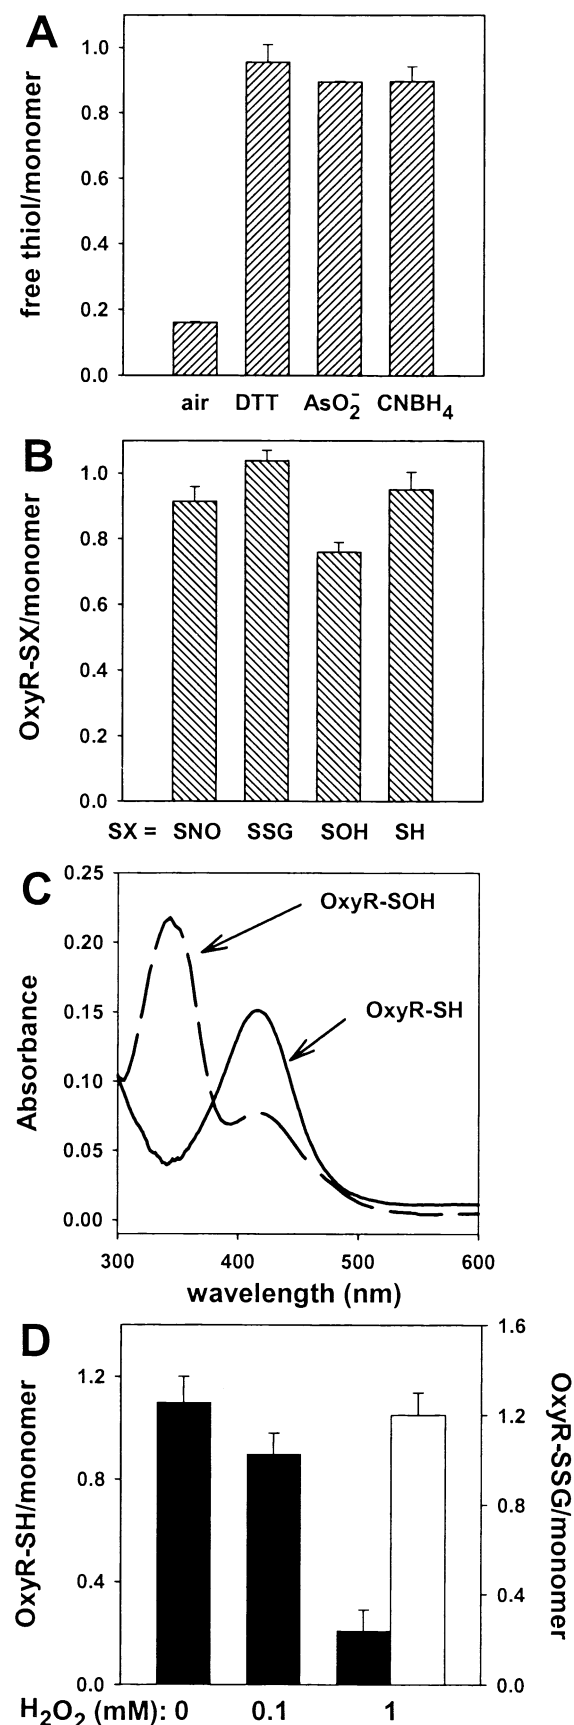 A
free thiol/monomer
1.0
0.8
0.6
0.4
0.2
0.0
air DTT AsO₂⁻ CNBH₄
B
OxyR-SX/monomer
1.0
0.8
0.6
0.4
0.2
0.0
SX = SNO SSG SOH SH
C
Absorbance
0.25
0.20
0.15
0.10
0.05
0.00
OxyR-SOH
OxyR-SH
300 400 500 600
wavelength (nm)
D
OxyR-SH/monomer
1.2
0.8
0.4
0.0
1.6
1.2
0.8
0.4
0.0
OxyR-SSG/monomer
H₂O₂ (mM): 0 0.1 1